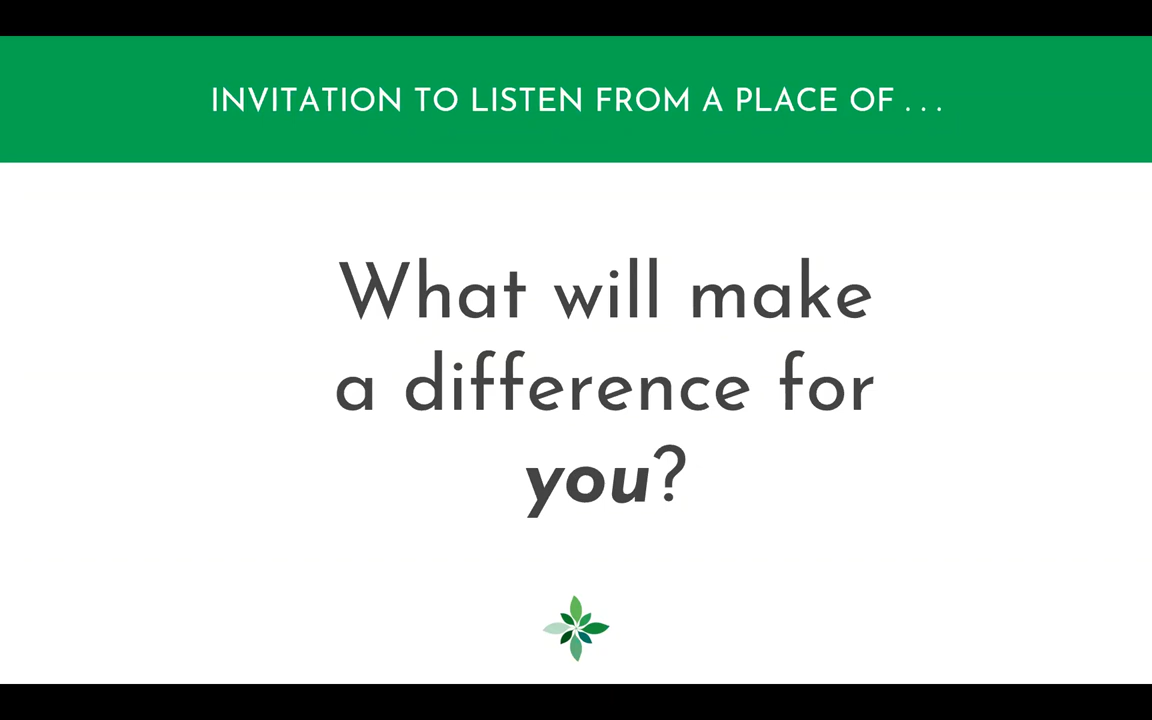 INVITATION TO LISTEN FROM A PLACE OF . . .
What will make
a difference for
you?